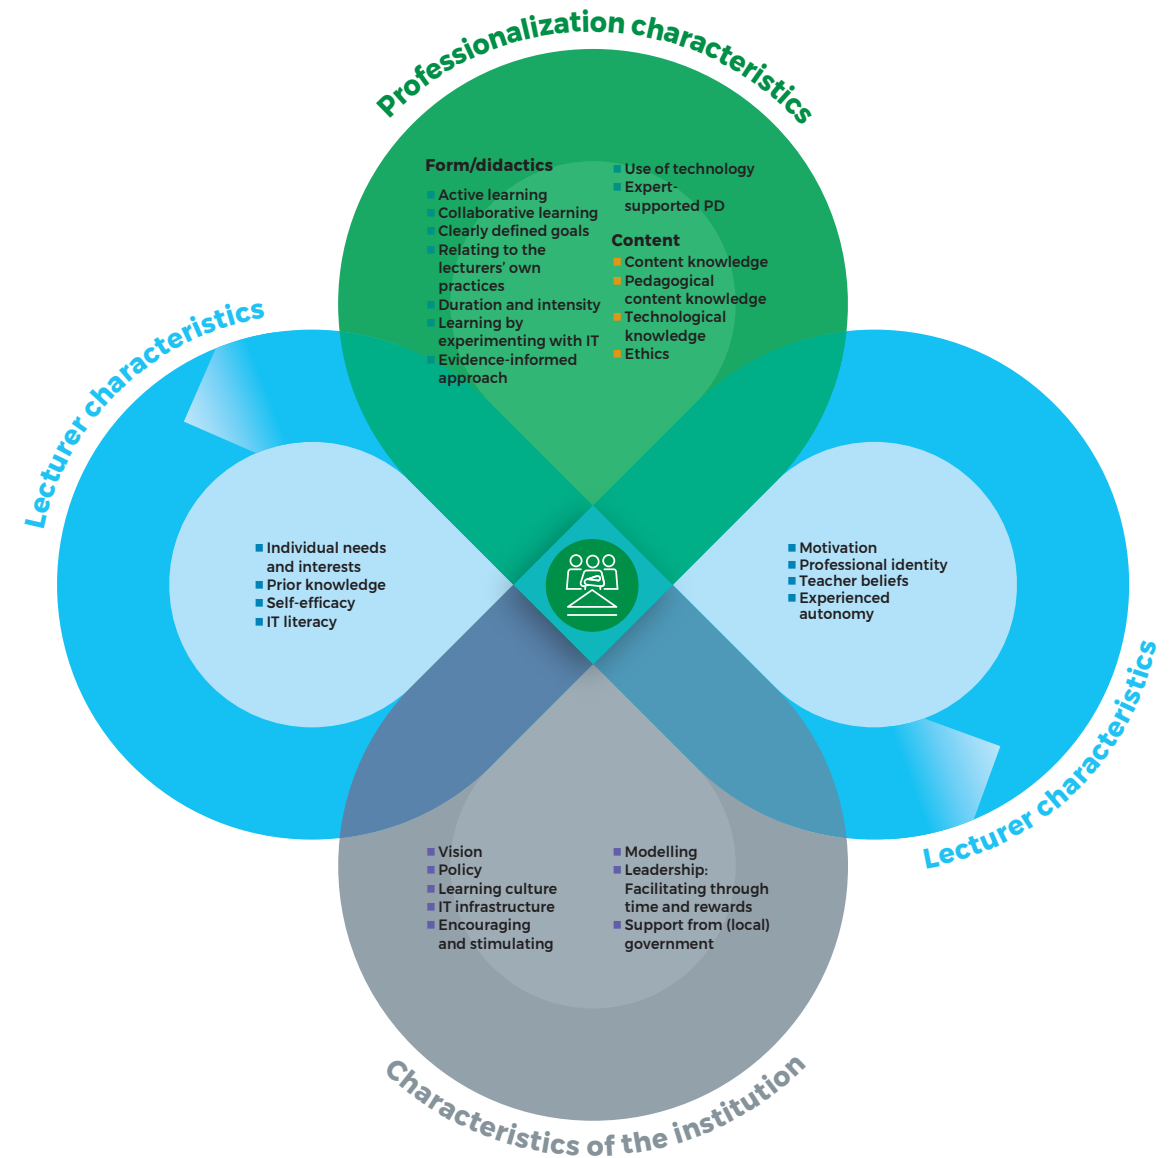 Professionalization characteristics
Form/didactics
Active learning
Collaborative learning
Clearly defined goals
Relating to the
lecturers’ own
practices
Duration and intensity
Learning by
experimenting with IT
Evidence-informed
approach
Use of technology
Expert-
supported PD
Content
Content knowledge
Pedagogical
content knowledge
Technological
knowledge
Ethics
Lecturer characteristics
Individual needs
and interests
Prior knowledge
Self-efficacy
IT literacy
Motivation
Professional identity
Teacher beliefs
Experienced
autonomy
Lecturer characteristics
Vision
Policy
Learning culture
IT infrastructure
Encouraging
and stimulating
Modelling
Leadership:
Facilitating through
time and rewards
Support from (local)
government
Characteristics of the institution